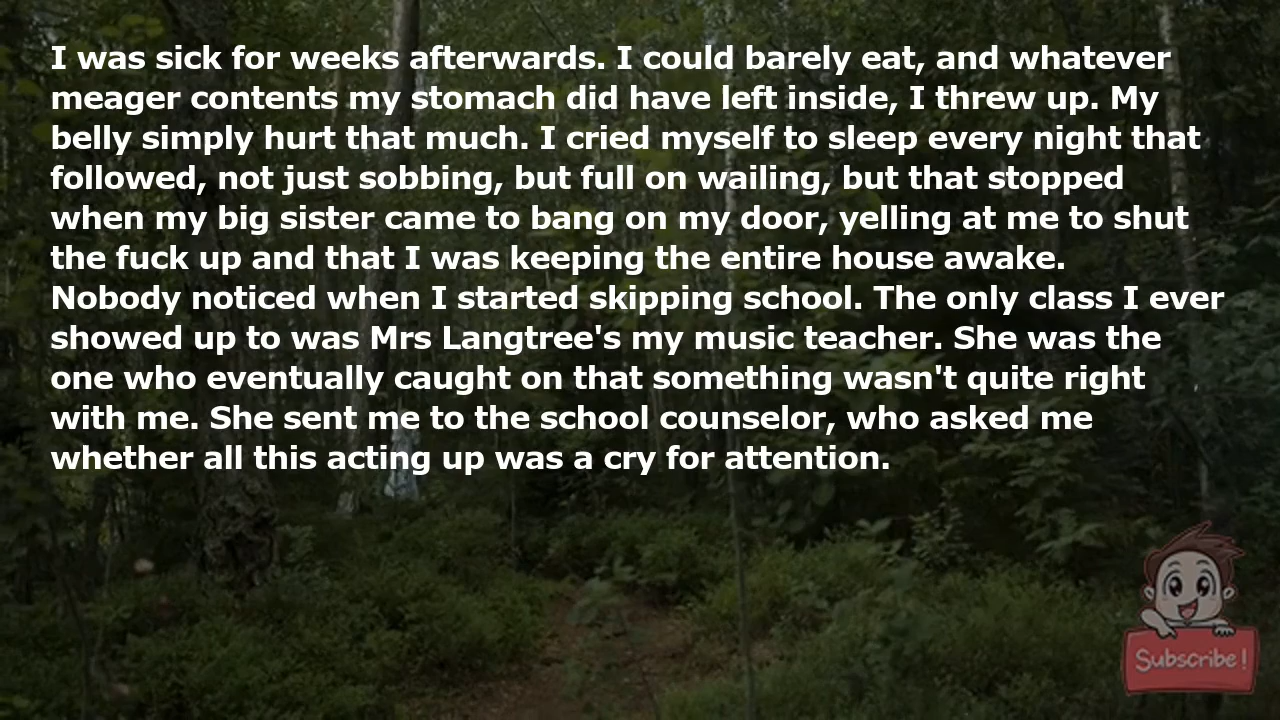 I was sick for weeks afterwards. I could barely eat, and whatever
meager contents my stomach did have left inside, I threw up. My
belly simply hurt that much. I cried myself to sleep every night that
followed, not just sobbing, but full on wailing, but that stopped
when my big sister came to bang on my door, yelling at me to shut
the fuck up and that I was keeping the entire house awake.
Nobody noticed when I started skipping school. The only class I ever
showed up to was Mrs Langtree's my music teacher. She was the
one who eventually caught on that something wasn't quite right
with me. She sent me to the school counselor, who asked me
whether all this acting up was a cry for attention.
Subscribe!